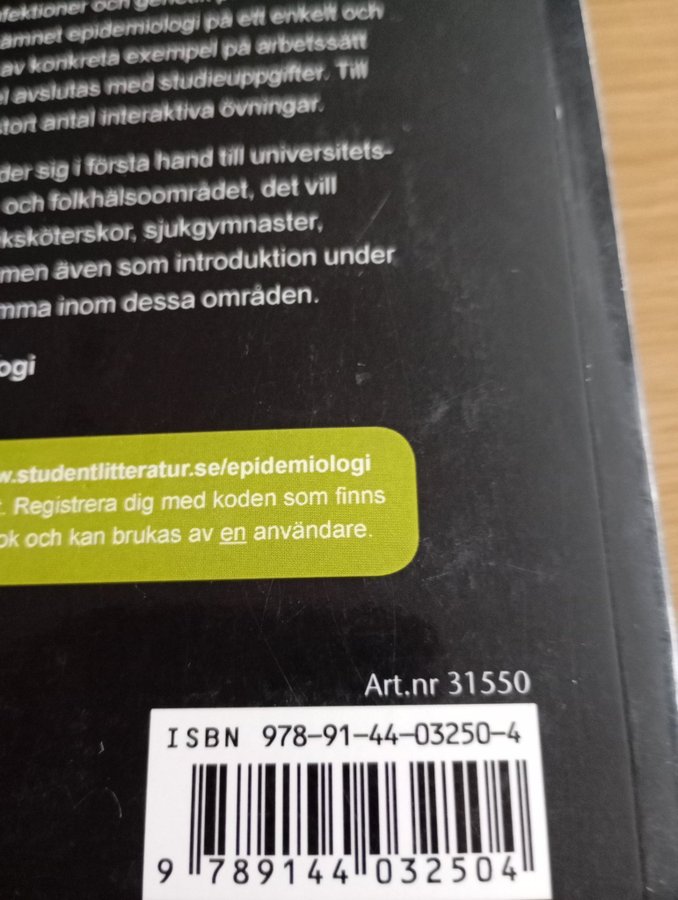 ämnet epidemiologi på ett enkelt och
av konkreta exempel på arbetssätt
avslutas med studieuppgifter. Till
stort antal interaktiva övningar.
der sig i första hand till universitets-
och folkhälsoområdet, det vill
ksköterskor, sjukgymnaster,
men även som introduktion under
mma inom dessa områden.
ogi
w.studentlitteratur.se/epidemiologi
. Registrera dig med koden som finns
ok och kan brukas av en användare.
Art.nr 31550
ISBN 978-91-44-03250-4
9 789144 032504